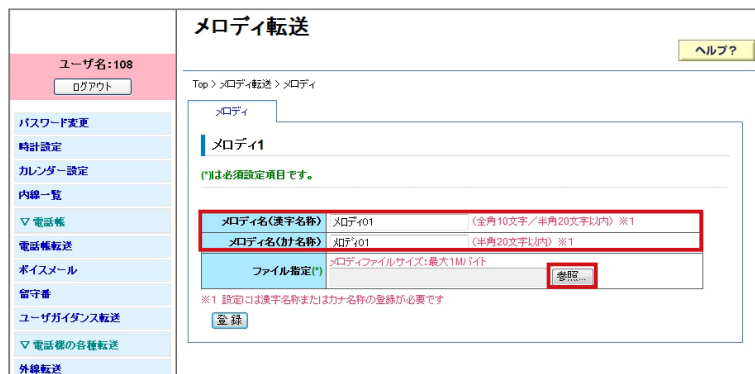 メロディ転送
ヘルプ?
ユーザ名:108
ログアウト
パスワード変更
時計設定
カレンダー設定
内線一覧
▽ 電話帳
電話帳転送
ボイスメール
留守番
ユーザガイダンス転送
▽ 電話機の各種転送
外線転送
Top > メロディ転送 > メロディ
メロディ
メロディ1
(*)は必須設定項目です。
メロディ名(漢字名称) メロディ01 (全角10文字/半角20文字以内) ※1
メロディ名(カナ名称) メロディ01 (半角20文字以内) ※1
ファイル指定(*) メロディファイルサイズ:最大1Mバイト
参照...
※1 設定には漢字名称またはカナ名称の登録が必要です
登録